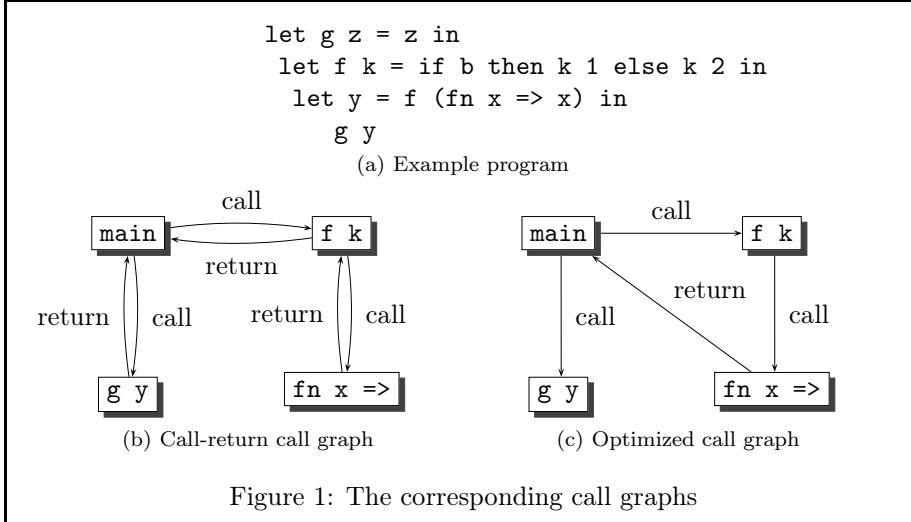 let g z = z in
let f k = if b then k 1 else k 2 in
let y = f (fn x => x) in
g y
(a) Example program
call
main
f k
return
return
call
return
call
g y
fn x =>
(b) Call-return call graph
call
main
f k
return
call
call
g y
fn x =>
(c) Optimized call graph
Figure 1: The corresponding call graphs